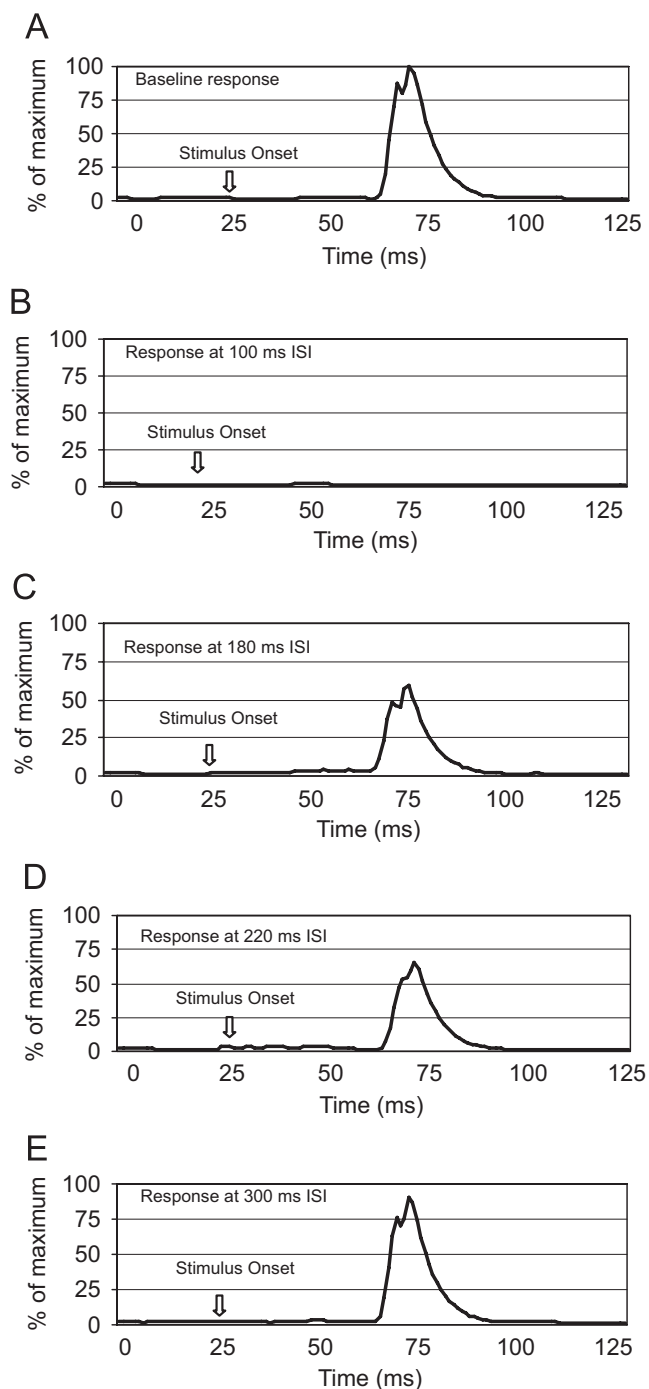 A
% of maximum
100
75
50
25
0
Baseline response
Stimulus Onset
0 25 50 75 100 125
Time (ms)
B
% of maximum
100
75
50
25
0
Response at 100 ms ISI
Stimulus Onset
0 25 50 75 100 125
Time (ms)
C
% of maximum
100
75
50
25
0
Response at 180 ms ISI
Stimulus Onset
0 25 50 75 100 125
Time (ms)
D
% of maximum
100
75
50
25
0
Response at 220 ms ISI
Stimulus Onset
0 25 50 75 100 125
Time (ms)
E
% of maximum
100
75
50
25
0
Response at 300 ms ISI
Stimulus Onset
0 25 50 75 100 125
Time (ms)